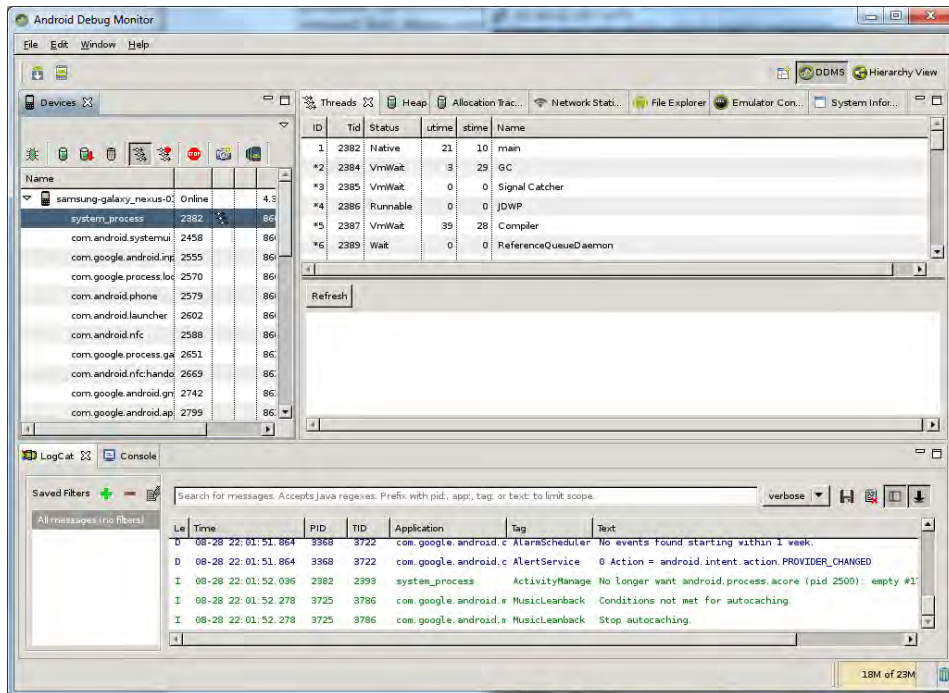 Android Debug Monitor
File Edit Window Help
DDMS Hierarchy View
Devices
Name
samsung-galaxy_nexus-01 Online 4.3
system_process 2382 860
com.android.systemui 2458 860
com.google.android.inp 2555 860
com.google.process.loc 2570 860
com.android.phone 2579 860
com.android.launcher 2602 860
com.android.nfc 2588 860
com.google.process.ga 2651 86
com.android.nfc:hando 2669 86
com.google.android.gm 2742 86
com.google.android.ap 2799 86
Threads Heap Allocation Trac... Network Stati... File Explorer Emulator Con... System Infor...
ID Tid Status utime stime Name
1 2382 Native 21 10 main
*2 2384 VmWait 3 29 GC
*3 2385 VmWait 0 0 Signal Catcher
*4 2386 Runnable 0 0 JDWP
*5 2387 VmWait 39 28 Compiler
*6 2389 Wait 0 0 ReferenceQueueDaemon
Refresh
LogCat Console
Saved Filters
All messages (no filters)
Search for messages. Accepts Java regexes. Prefix with pid:, app:, tag: or text: to limit scope.
verbose
Le Time PID TID Application Tag Text
D 08-28 22:01:51.864 3368 3722 com.google.android.c AlarmScheduler No events found starting within 1 week.
D 08-28 22:01:51.864 3368 3722 com.google.android.c AlertService 0 Action = android.intent.action.PROVIDER_CHANGED
I 08-28 22:01:52.036 2382 2393 system_process ActivityManage No longer want android.process.acore (pid 2500): empty #17
I 08-28 22:01:52.278 3725 3786 com.google.android.m MusicLeanback Conditions not met for autocaching.
I 08-28 22:01:52.278 3725 3786 com.google.android.m MusicLeanback Stop autocaching.
18M of 23M